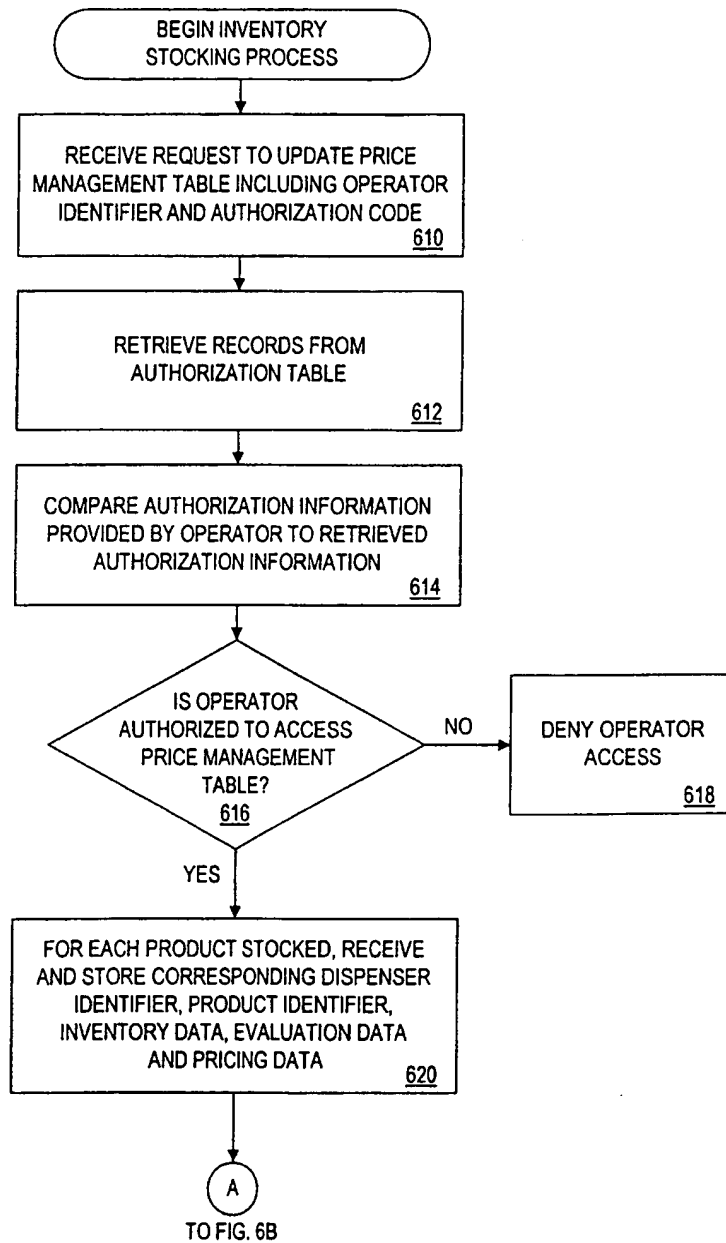 BEGIN INVENTORY
STOCKING PROCESS
RECEIVE REQUEST TO UPDATE PRICE
MANAGEMENT TABLE INCLUDING OPERATOR
IDENTIFIER AND AUTHORIZATION CODE
610
RETRIEVE RECORDS FROM
AUTHORIZATION TABLE
612
COMPARE AUTHORIZATION INFORMATION
PROVIDED BY OPERATOR TO RETRIEVED
AUTHORIZATION INFORMATION
614
IS OPERATOR
AUTHORIZED TO ACCESS
PRICE MANAGEMENT
TABLE?
616
NO
DENY OPERATOR
ACCESS
618
YES
FOR EACH PRODUCT STOCKED, RECEIVE
AND STORE CORRESPONDING DISPENSER
IDENTIFIER, PRODUCT IDENTIFIER,
INVENTORY DATA, EVALUATION DATA
AND PRICING DATA
620
A
TO FIG. 6B